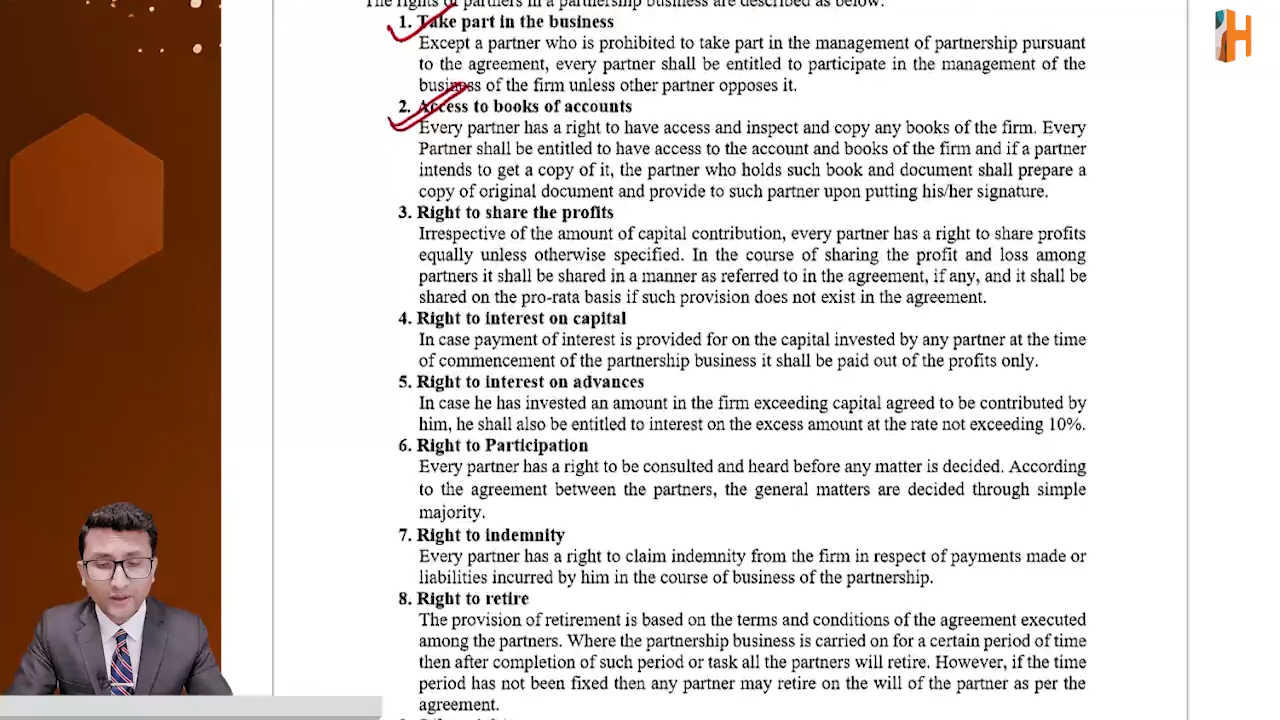 The rights of partners in a partnership business are described as below:
1. Take part in the business
Except a partner who is prohibited to take part in the management of partnership pursuant
to the agreement, every partner shall be entitled to participate in the management of the
business of the firm unless other partner opposes it.
2. Access to books of accounts
Every partner has a right to have access and inspect and copy any books of the firm. Every
Partner shall be entitled to have access to the account and books of the firm and if a partner
intends to get a copy of it, the partner who holds such book and document shall prepare a
copy of original document and provide to such partner upon putting his/her signature.
3. Right to share the profits
Irrespective of the amount of capital contribution, every partner has a right to share profits
equally unless otherwise specified. In the course of sharing the profit and loss among
partners it shall be shared in a manner as referred to in the agreement, if any, and it shall be
shared on the pro-rata basis if such provision does not exist in the agreement.
4. Right to interest on capital
In case payment of interest is provided for on the capital invested by any partner at the time
of commencement of the partnership business it shall be paid out of the profits only.
5. Right to interest on advances
In case he has invested an amount in the firm exceeding capital agreed to be contributed by
him, he shall also be entitled to interest on the excess amount at the rate not exceeding 10%.
6. Right to Participation
Every partner has a right to be consulted and heard before any matter is decided. According
to the agreement between the partners, the general matters are decided through simple
majority.
7. Right to indemnity
Every partner has a right to claim indemnity from the firm in respect of payments made or
liabilities incurred by him in the course of business of the partnership.
8. Right to retire
The provision of retirement is based on the terms and conditions of the agreement executed
among the partners. Where the partnership business is carried on for a certain period of time
then after completion of such period or task all the partners will retire. However, if the time
period has not been fixed then any partner may retire on the will of the partner as per the
agreement.
H